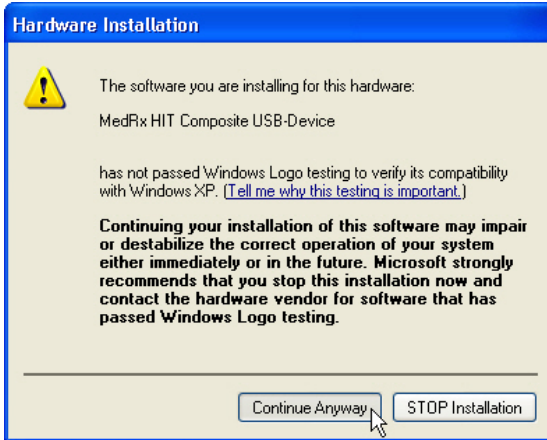 Hardware Installation
The software you are installing for this hardware:
MedRx HIT Composite USB-Device
has not passed Windows Logo testing to verify its compatibility
with Windows XP. (Tell me why this testing is important.)
Continuing your installation of this software may impair
or destabilize the correct operation of your system
either immediately or in the future. Microsoft strongly
recommends that you stop this installation now and
contact the hardware vendor for software that has
passed Windows Logo testing.
Continue Anyway
STOP Installation